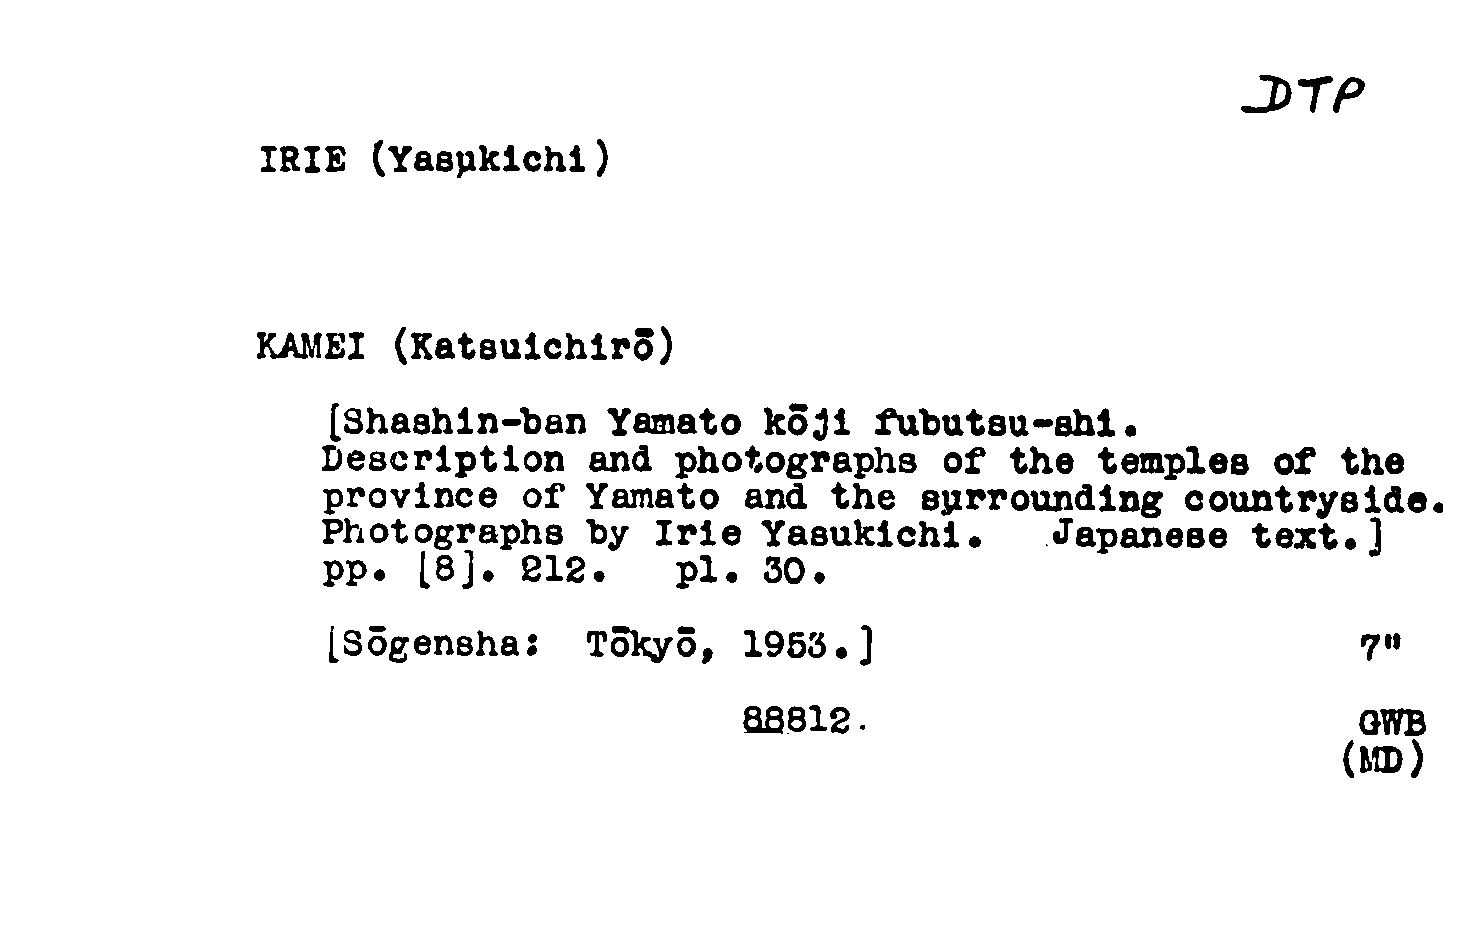 DTP
IRIE (Yasukichi)
KAMEI (Katsuichirō)
[Shashin-ban Yamato kōji fubutsu-shi.
Description and photographs of the temples of the
province of Yamato and the surrounding countryside.
Photographs by Irie Yasukichi. Japanese text.]
pp. [8]. 212. pl. 30.
[Sōgensha: Tōkyō, 1953.] 7"
88812. GWB
(MD)